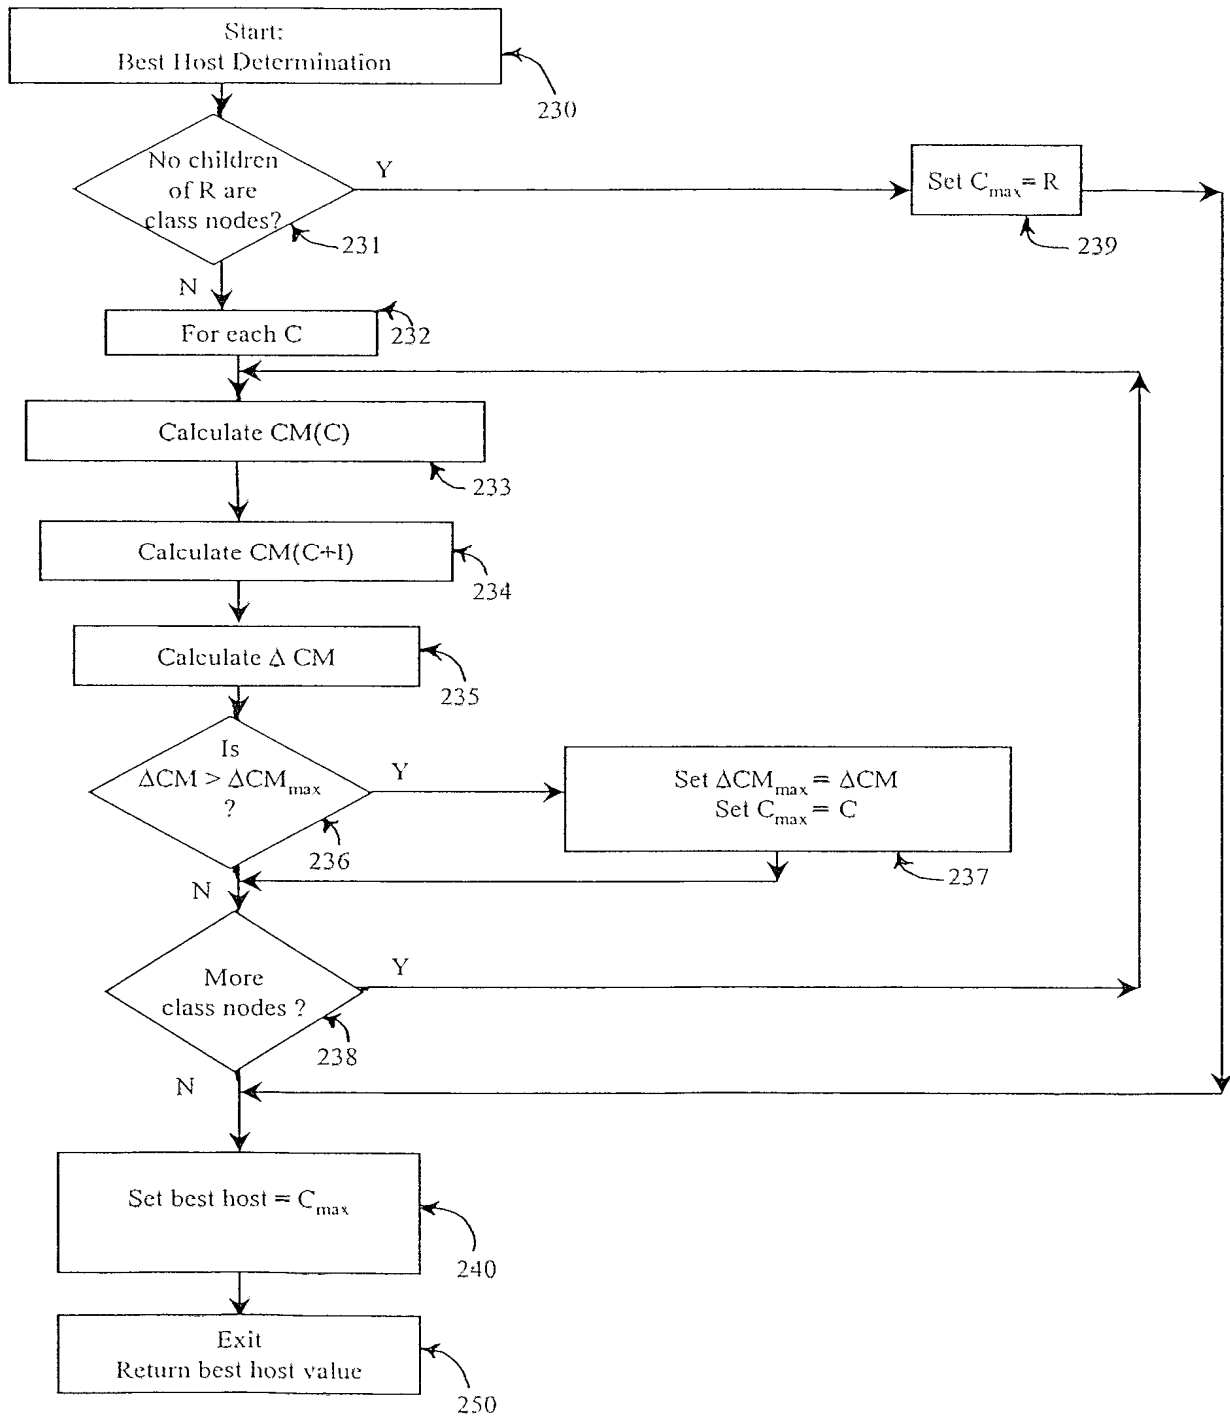 Start:
Best Host Determination
230
No children
of R are
class nodes?
Y
231
N
Set Cmax = R
239
For each C
232
Calculate CM(C)
233
Calculate CM(C+I)
234
Calculate Δ CM
235
Is
ΔCM > ΔCMmax
?
Y
236
N
Set ΔCMmax = ΔCM
Set Cmax = C
237
More
class nodes ?
Y
238
N
Set best host = Cmax
240
Exit
Return best host value
250